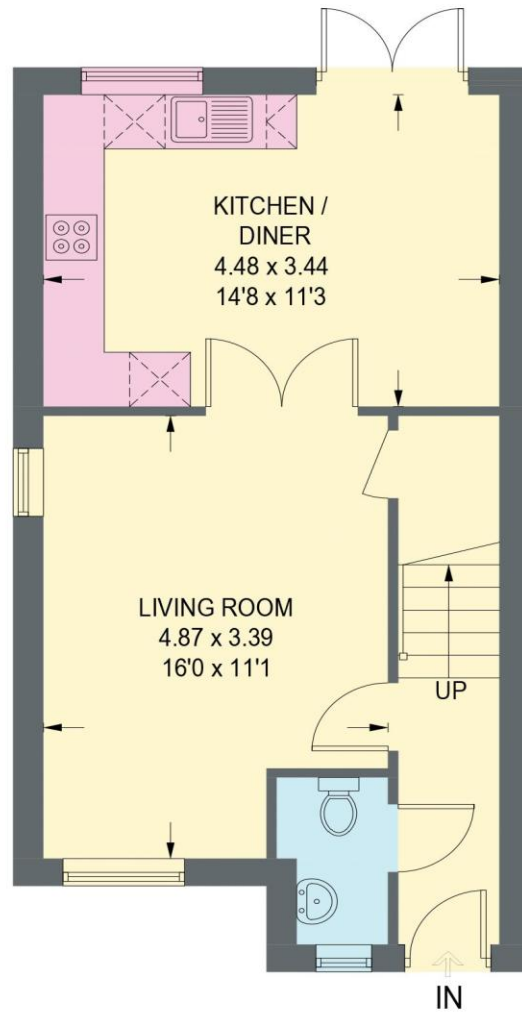 KITCHEN /
DINER
4.48 x 3.44
14'8 x 11'3
LIVING ROOM
4.87 x 3.39
16'0 x 11'1
UP
IN